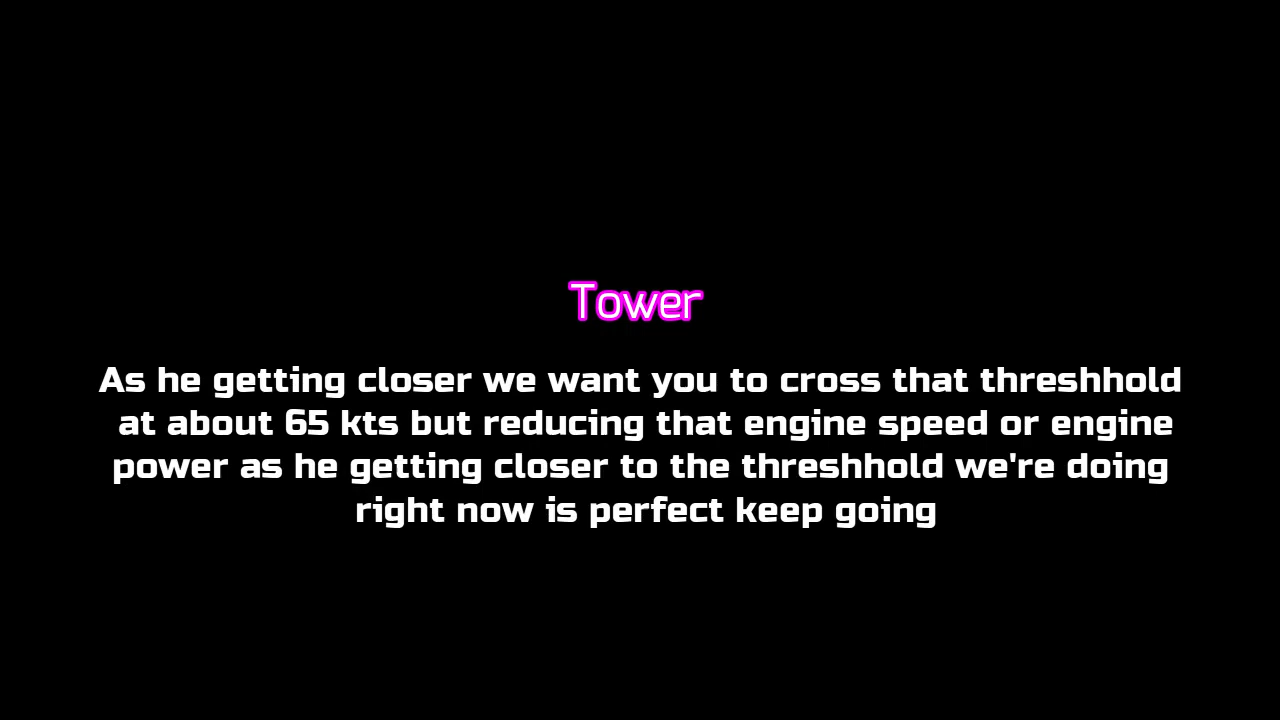 Tower
As he getting closer we want you to cross that threshhold
at about 65 kts but reducing that engine speed or engine
power as he getting closer to the threshhold we're doing
right now is perfect keep going